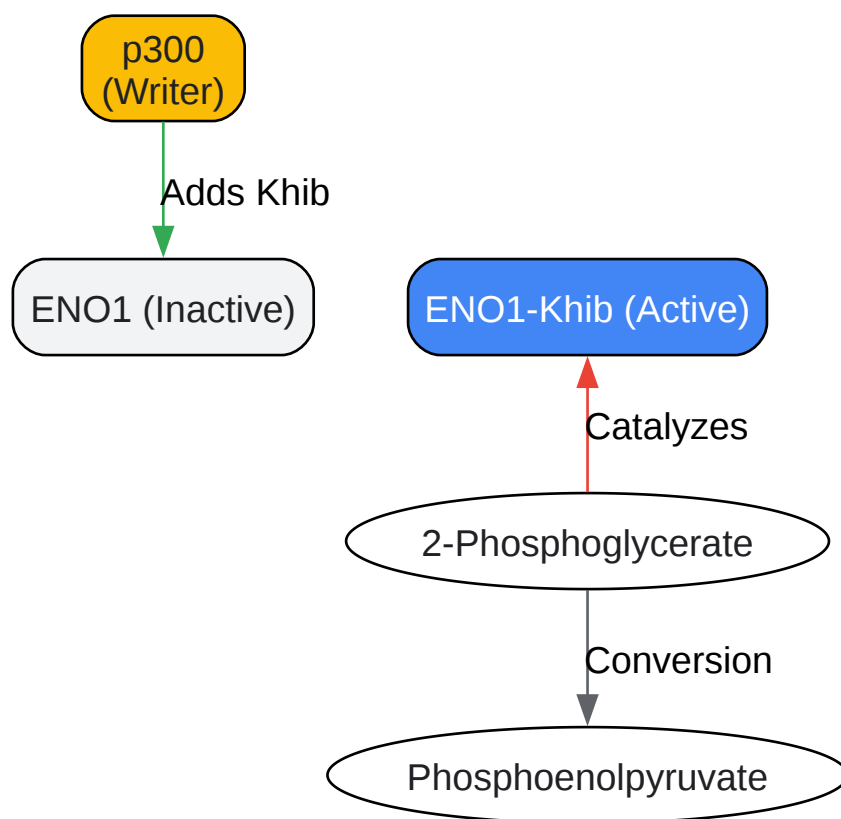 p300
(Writer)
Adds Khib
ENO1 (Inactive)
ENO1-Khib (Active)
Catalyzes
2-Phosphoglycerate
Conversion
Phosphoenolpyruvate